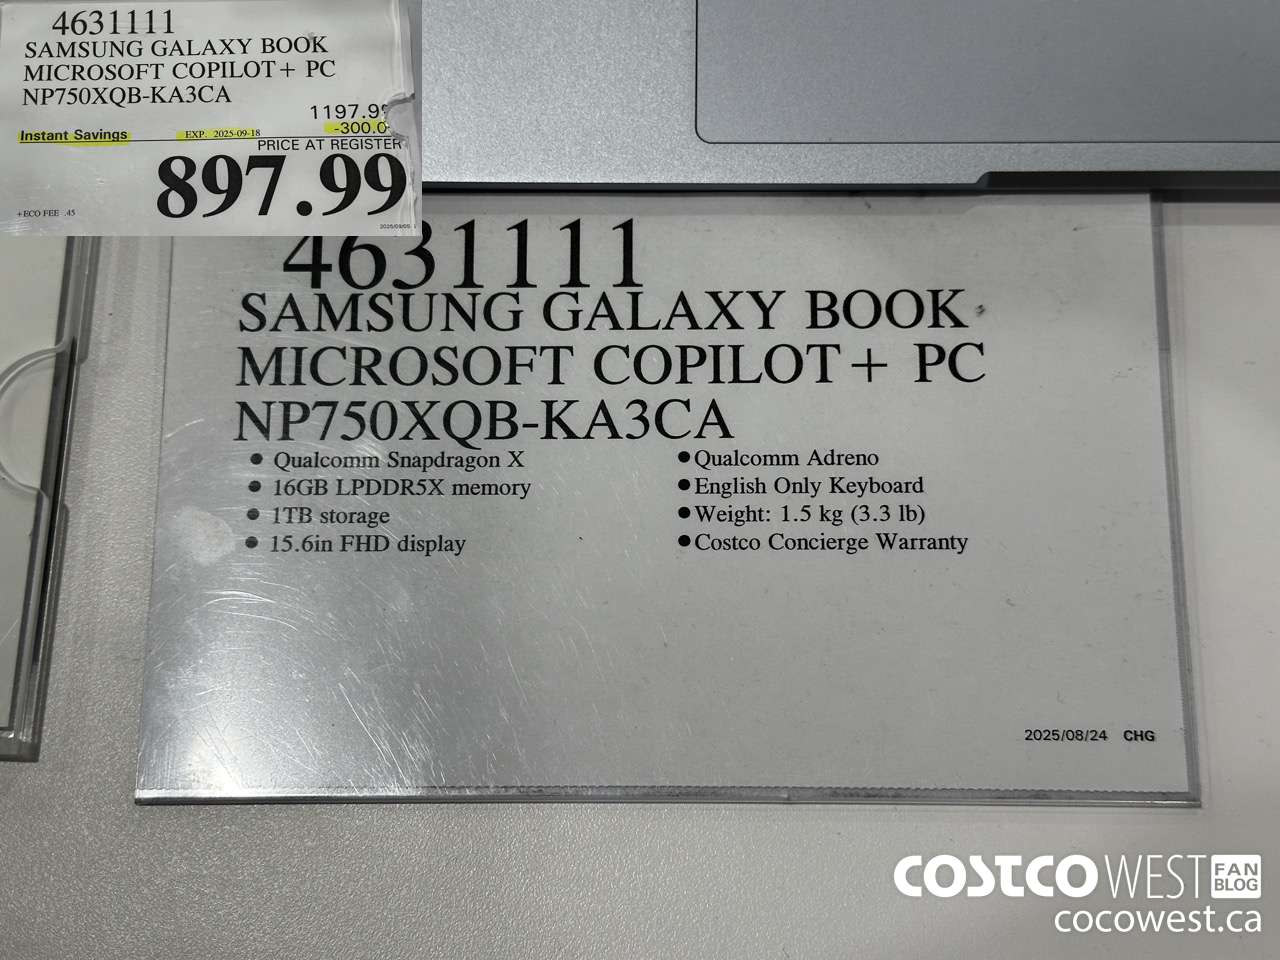 4631111
SAMSUNG GALAXY BOOK
MICROSOFT COPILOT+ PC
NP750XQB-KA3CA
1197.99
Instant Savings EXP. 2025-09-18 -300.0
PRICE AT REGISTER
897.99
+ECO FEE .45
4631111
SAMSUNG GALAXY BOOK
MICROSOFT COPILOT+ PC
NP750XQB-KA3CA
• Qualcomm Snapdragon X
• 16GB LPDDR5X memory
• 1TB storage
• 15.6in FHD display
• Qualcomm Adreno
• English Only Keyboard
• Weight: 1.5 kg (3.3 lb)
• Costco Concierge Warranty
2025/08/24 CHG
COSTCO WEST FAN BLOG
cocowest.ca